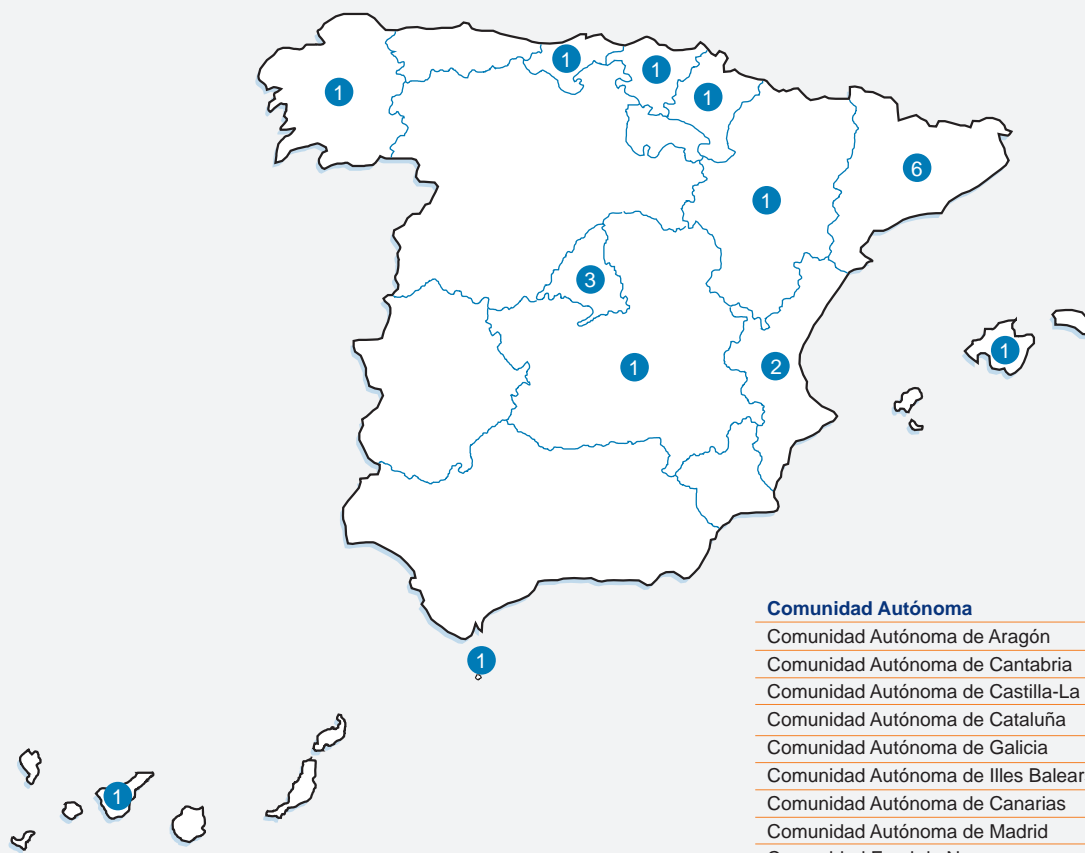 1
1
1
1
6
1
3
1
2
1
1
1
Comunidad Autónoma
Comunidad Autónoma de Aragón
Comunidad Autónoma de Cantabria
Comunidad Autónoma de Castilla-La
Comunidad Autónoma de Cataluña
Comunidad Autónoma de Galicia
Comunidad Autónoma de Illes Balear
Comunidad Autónoma de Canarias
Comunidad Autónoma de Madrid